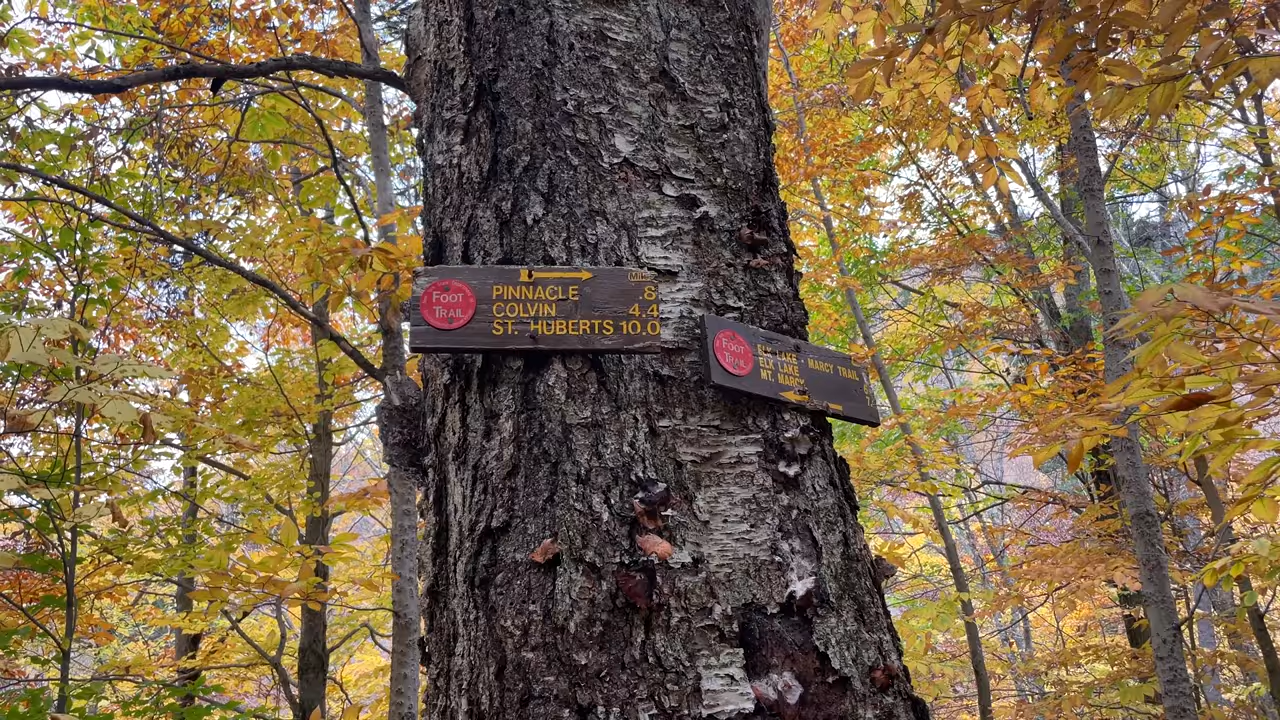 FOOT
TRAIL
MILES
PINNACLE .8
COLVIN 4.4
ST. HUBERTS 10.0
FOOT
TRAIL
ELK LAKE MARCY TRAIL
ELK LAKE
MT. MARCY